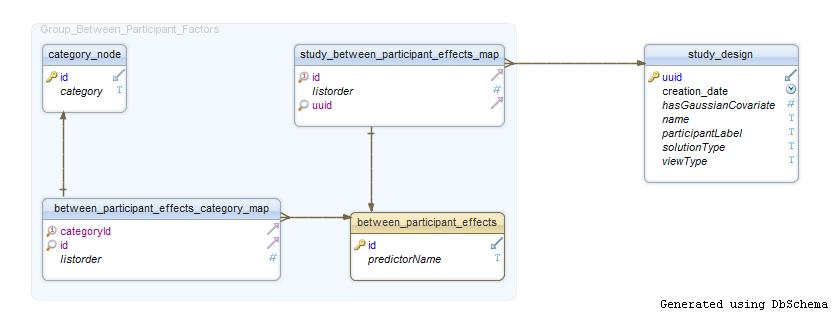 Group_Between_Participant_Factors
category_node
id
category T
study_between_participant_effects_map
id
listorder #
uuid
study_design
uuid
creation_date
hasGaussianCovariate #
name T
participantLabel T
solutionType T
viewType T
between_participant_effects_category_map
categoryId
id
listorder #
between_participant_effects
id
predictorName T
Generated using DbSchema